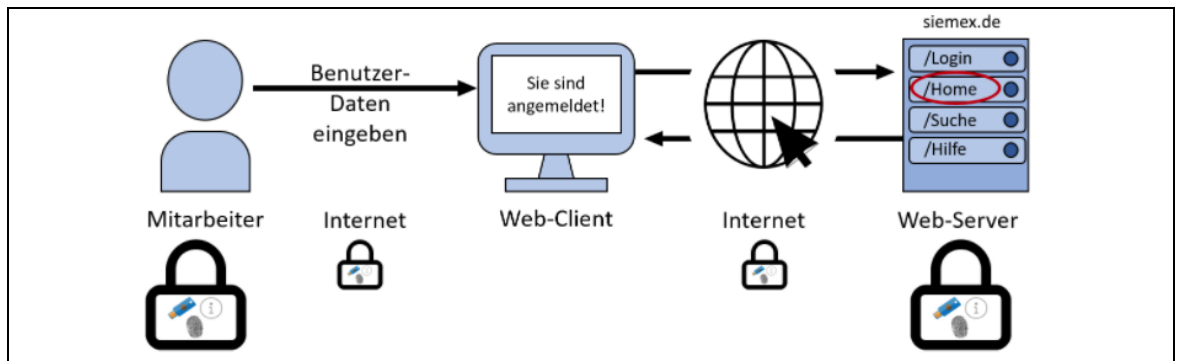 siemex.de
Benutzer-
Daten
eingeben
Sie sind
angemeldet!
/Login
/Home
/Suche
/Hilfe
Mitarbeiter
Internet
Web-Client
Internet
Web-Server
i
i
i
i